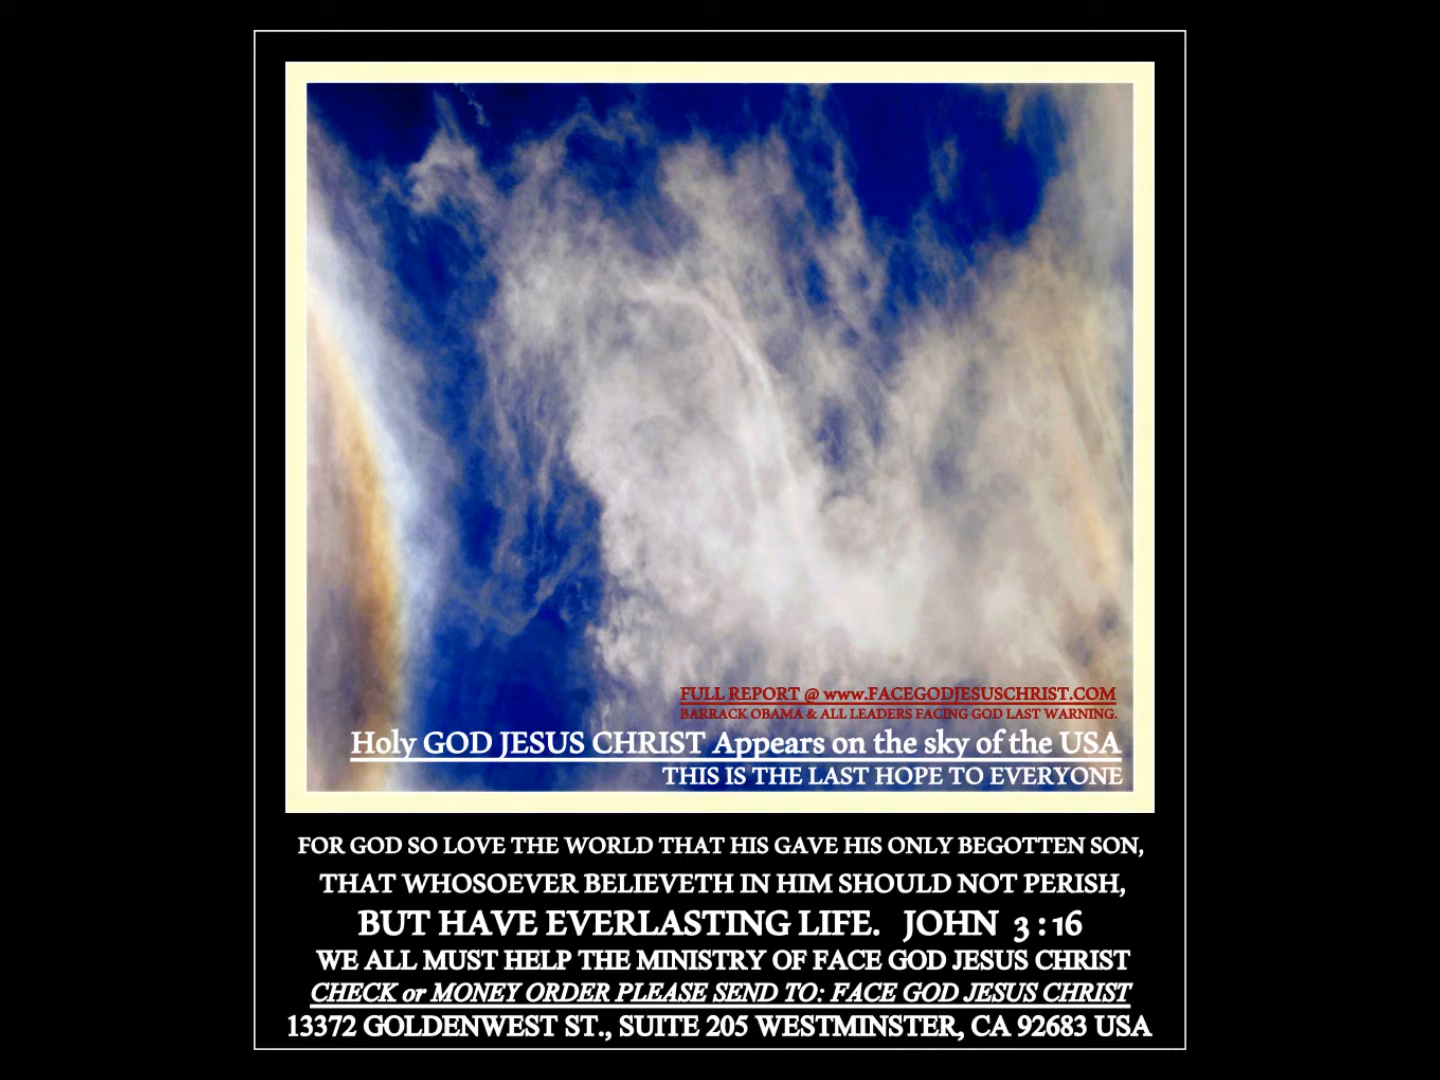 FULL REPORT @ www.FACEGODJESUSCHRIST.COM
BARRACK OBAMA & ALL LEADERS FACING GOD LAST WARNING.
Holy GOD JESUS CHRIST Appears on the sky of the USA
THIS IS THE LAST HOPE TO EVERYONE
FOR GOD SO LOVE THE WORLD THAT HIS GAVE HIS ONLY BEGOTTEN SON,
THAT WHOSOEVER BELIEVETH IN HIM SHOULD NOT PERISH,
BUT HAVE EVERLASTING LIFE. JOHN 3 : 16
WE ALL MUST HELP THE MINISTRY OF FACE GOD JESUS CHRIST
CHECK or MONEY ORDER PLEASE SEND TO: FACE GOD JESUS CHRIST
13372 GOLDENWEST ST., SUITE 205 WESTMINSTER, CA 92683 USA